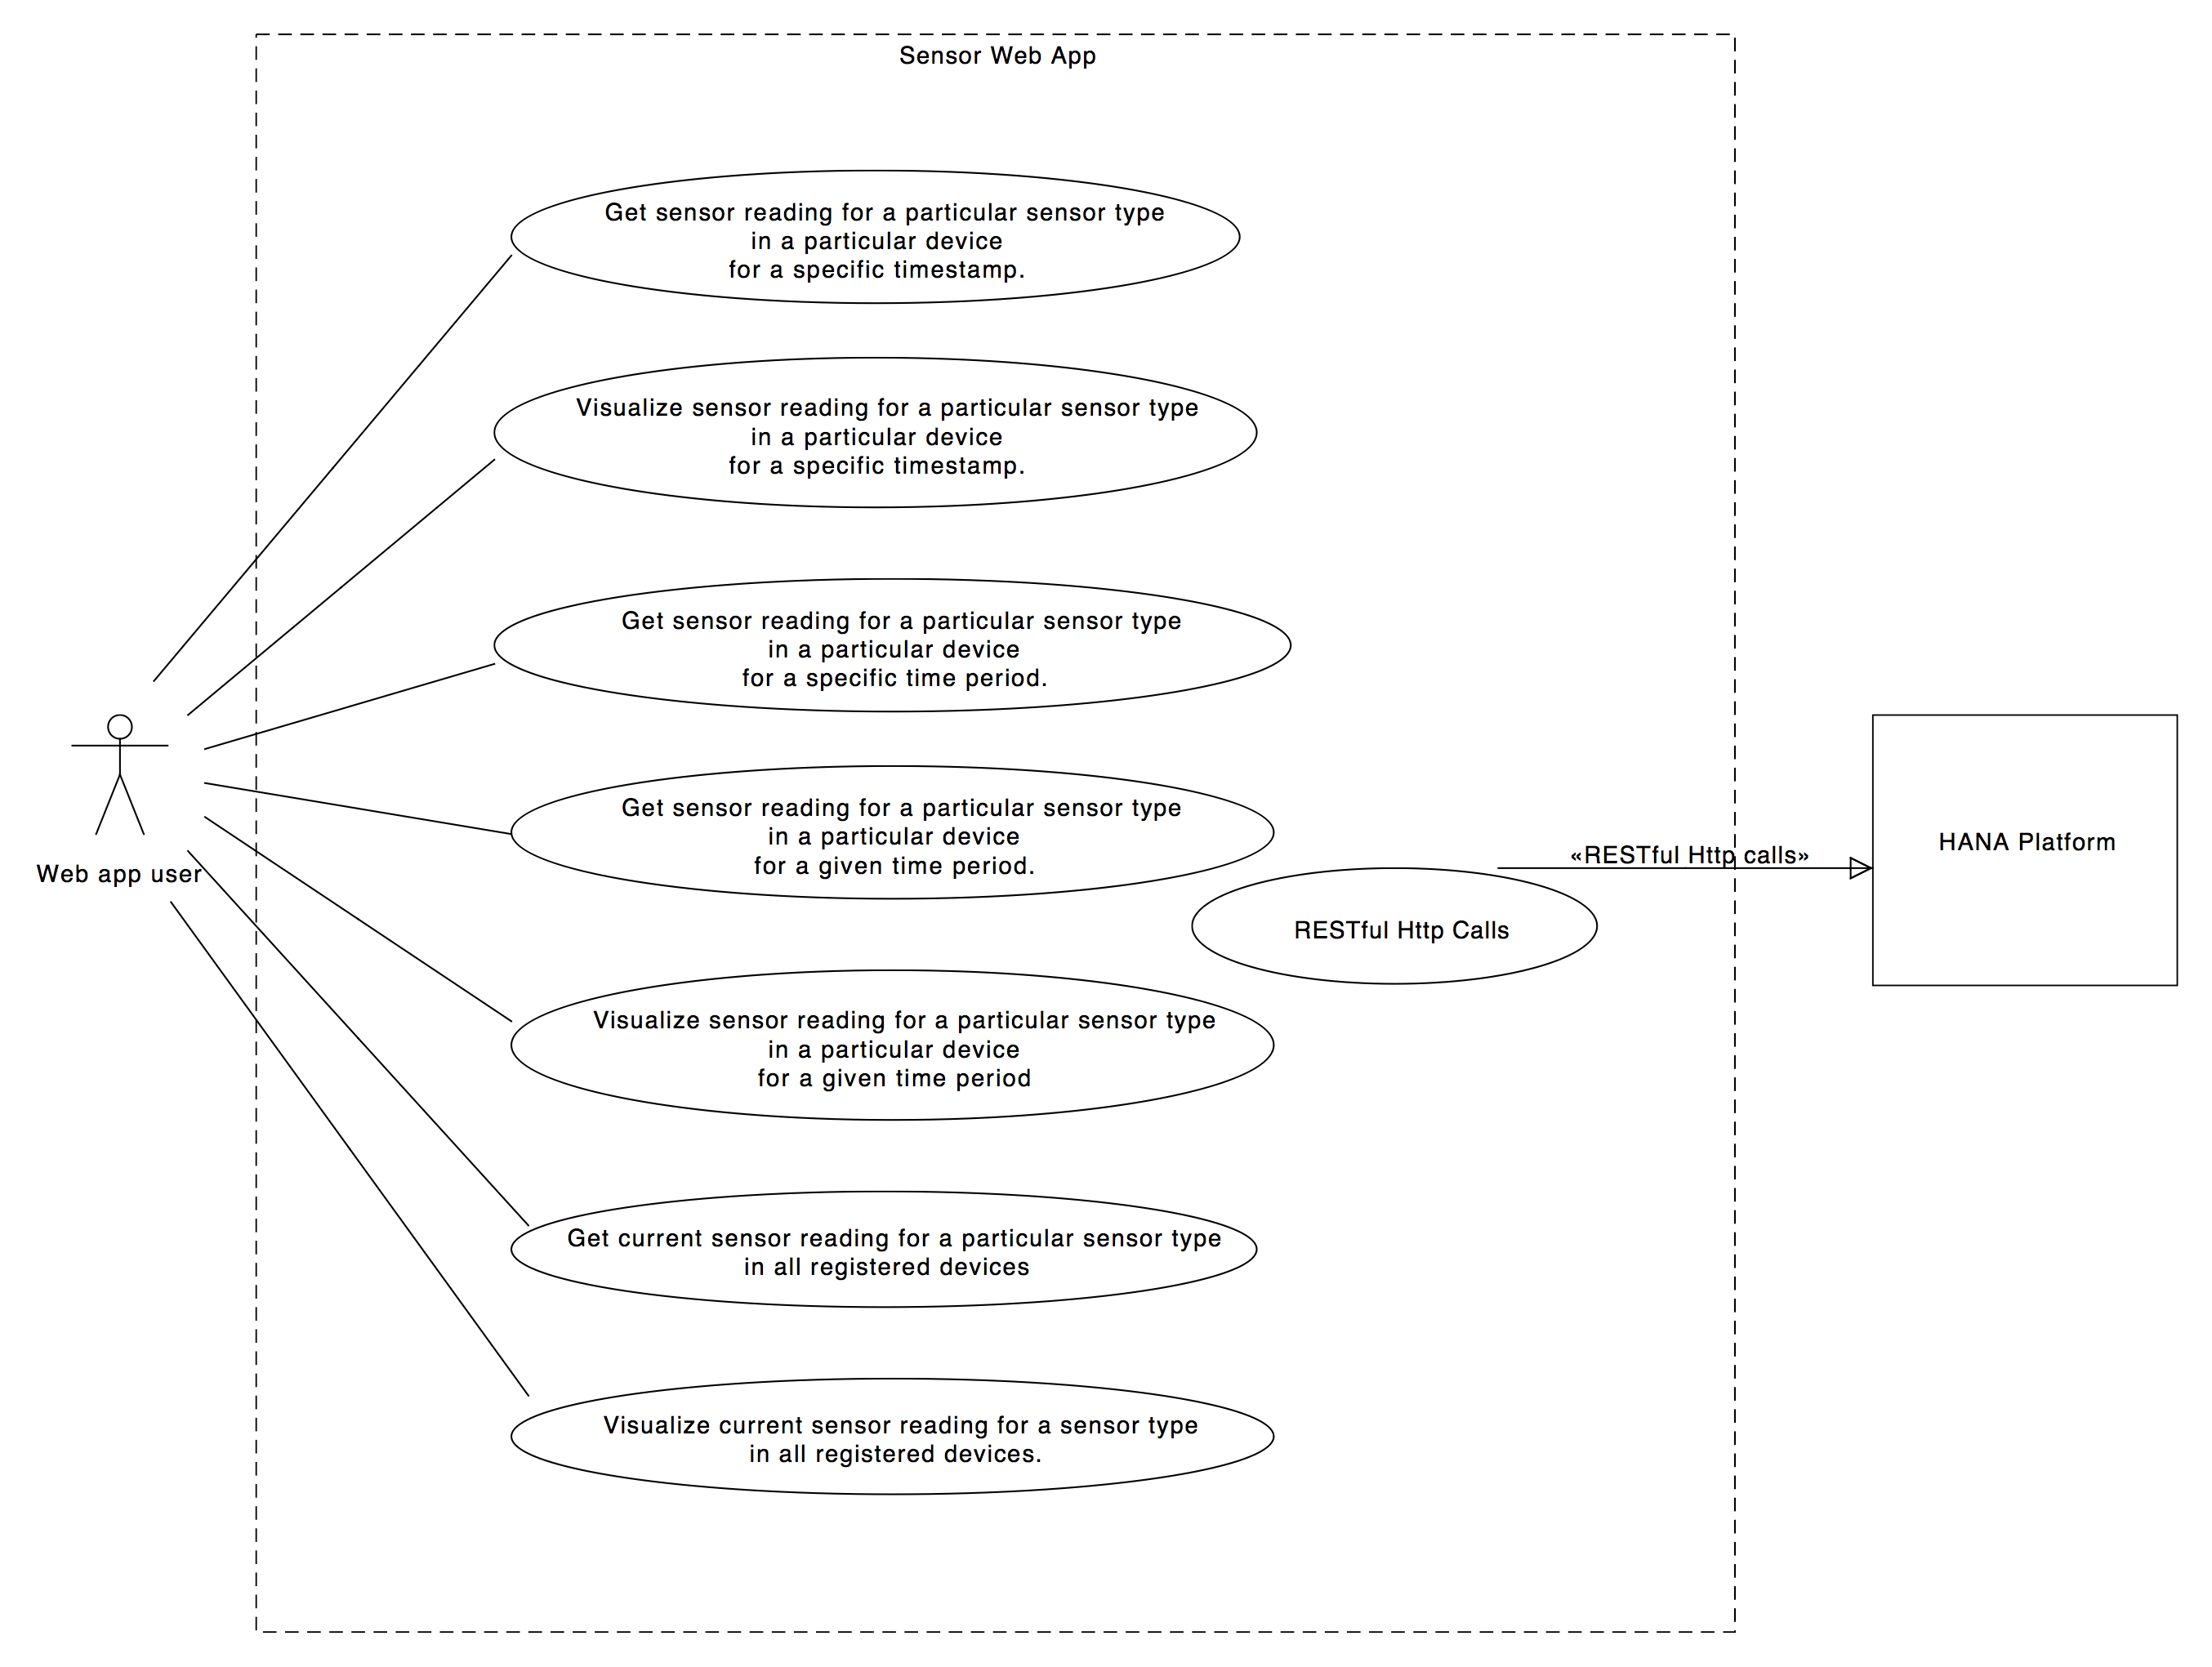 Sensor Web App
Get sensor reading for a particular sensor type
in a particular device
for a specific timestamp.
Visualize sensor reading for a particular sensor type
in a particular device
for a specific timestamp.
Get sensor reading for a particular sensor type
in a particular device
for a specific time period.
Get sensor reading for a particular sensor type
in a particular device
for a given time period.
Web app user
«RESTful Http calls»
HANA Platform
RESTful Http Calls
Visualize sensor reading for a particular sensor type
in a particular device
for a given time period
Get current sensor reading for a particular sensor type
in all registered devices
Visualize current sensor reading for a sensor type
in all registered devices.